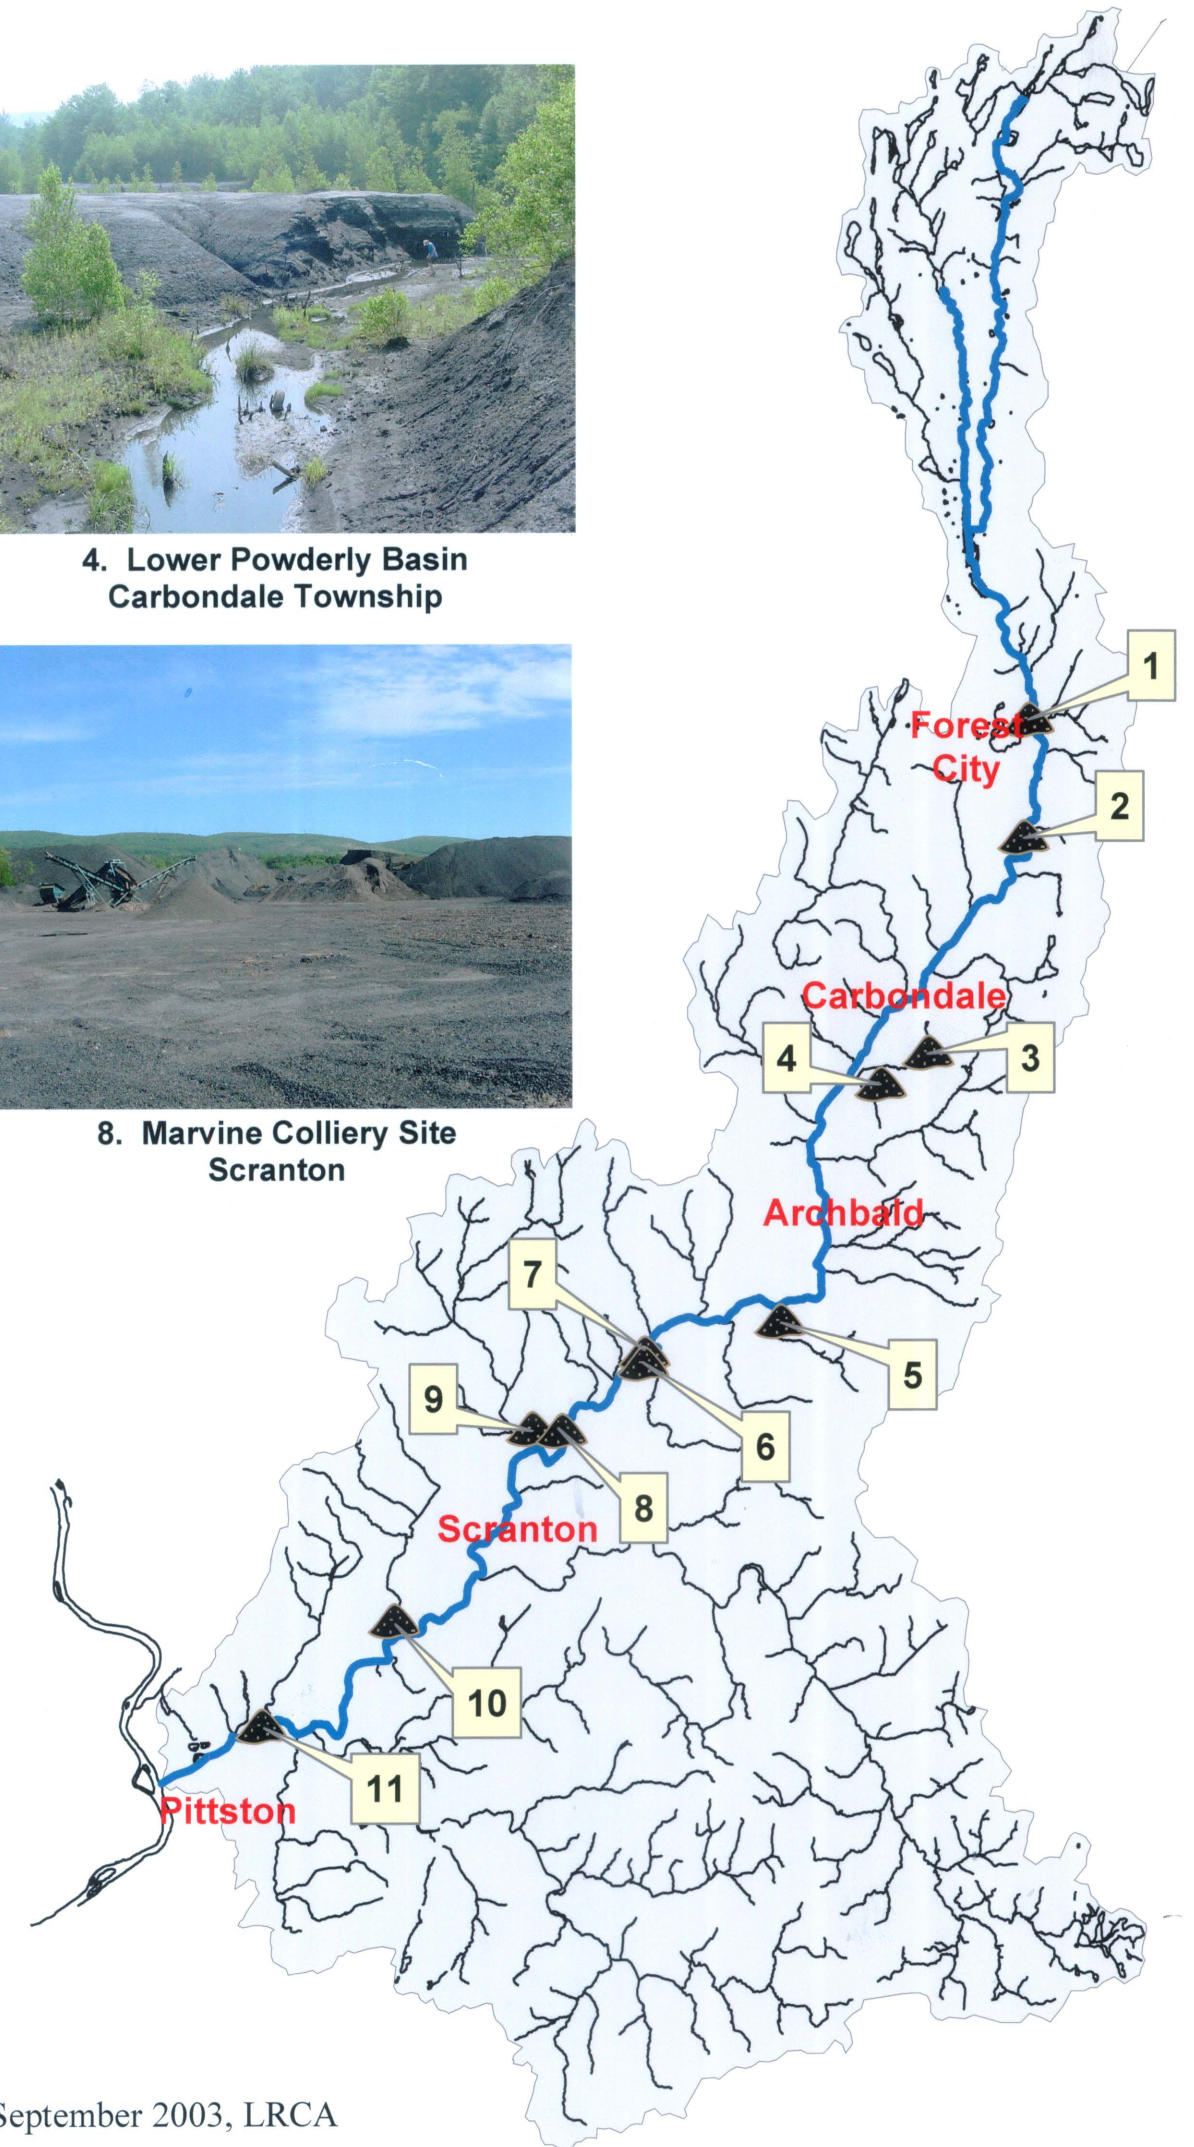 4. Lower Powderly Basin
Carbondale Township
8. Marvine Colliery Site
Scranton
1
Forest
City
2
Carbondale
4
3
Archbald
7
5
9
6
8
Scranton
10
11
Pittston
September 2003, LRCA